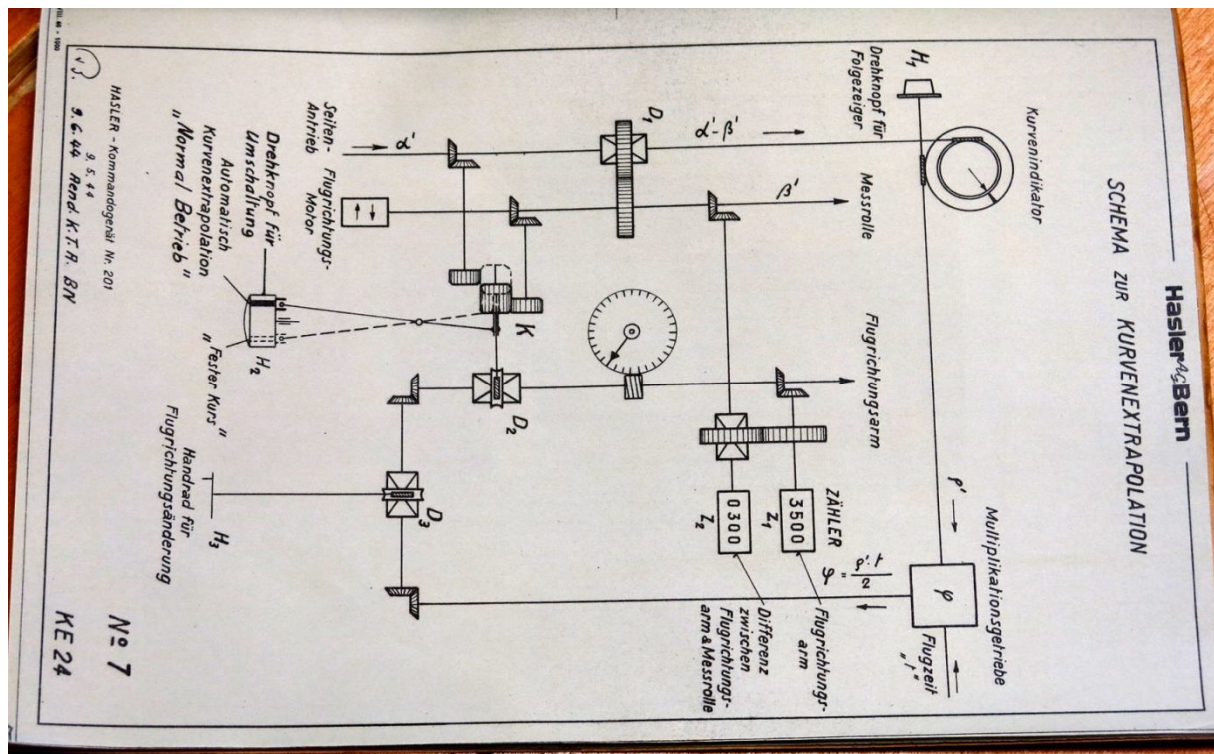 Hasler AG Bern
SCHEMA ZUR KURVENEXTRAPOLATION
Kurvenindikator
H₁
Drehknopf für
Folgezeiger
Messrolle
Flugrichtungsarm
Multiplikationsgetriebe
ρ'
φ
Flugzeit
„t"
φ = ρ'·t / 2
α'-β'
β'
D₁
α'
Seiten-
Antrieb
Flugrichtungs-
Motor
K
D₂
D₃
ZÄHLER
Z₁
3500
Z₂
0300
Flugrichtungs-
arm
Differenz
zwischen
Flugrichtungs-
arm & Messrolle
Drehknopf für
Umschaltung
Automatisch
Kurvenextrapolation
„Normal Betrieb"
H₂
„Fester Kurs"
Handrad für
Flugrichtungsänderung
H₃
HASLER - Kommandogerät Nr. 201
9.5.44
9.6.44 Rend. K.T.A. BN
Nº 7
KE 24